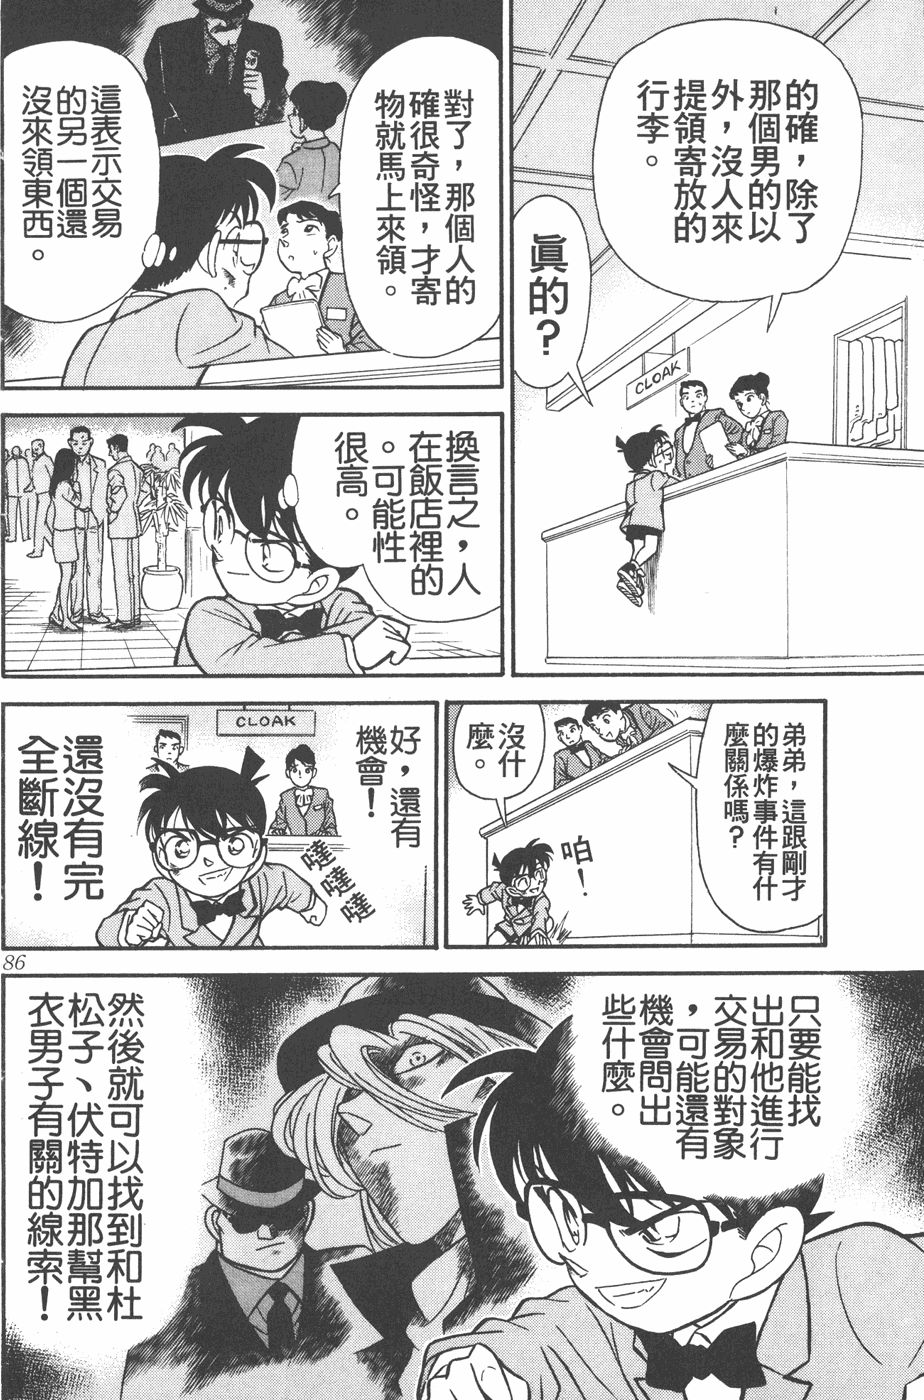 的確，除了
那個男的以
外，沒人來
提領寄放的
行李。
眞的？
CLOAK
對了，那個人的
確很奇怪，才寄
物就馬上來領。
這表示交易
的另一個還
沒來領東西。
換言之，人
在飯店裡的
。可能性
很高。
弟弟，這跟剛才
的爆炸事件有什
麼關係嗎？
沒什
麼。
咱！
CLOAK
好，還有
機會！
噠噠噠
還沒有完
全斷線！
86
只要能找
出和他進行
交易的對象
，可能還有
機會問出
些什麼。
然後就可以找到和杜
松子、伏特加那幫黑
衣男子有關的線索！